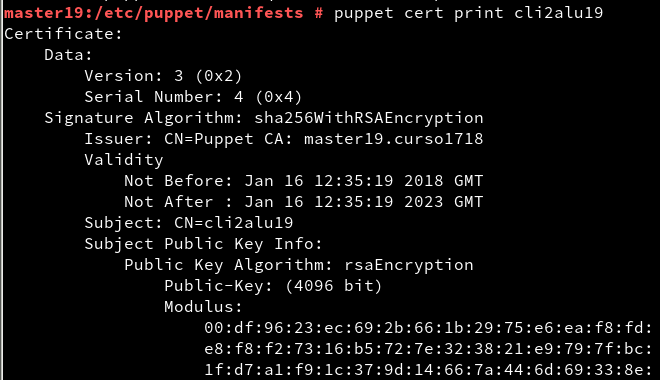 master19:/etc/puppet/manifests # puppet cert print cli2alu19
Certificate:
Data:
Version: 3 (0x2)
Serial Number: 4 (0x4)
Signature Algorithm: sha256WithRSAEncryption
Issuer: CN=Puppet CA: master19.curso1718
Validity
Not Before: Jan 16 12:35:19 2018 GMT
Not After : Jan 16 12:35:19 2023 GMT
Subject: CN=cli2alu19
Subject Public Key Info:
Public Key Algorithm: rsaEncryption
Public-Key: (4096 bit)
Modulus:
00:df:96:23:ec:69:2b:66:1b:29:75:e6:ea:f8:fd:
e8:f8:f2:73:16:b5:72:7e:32:38:21:e9:79:7f:bc:
1f:d7:a1:f9:1c:37:9d:14:66:7a:44:6d:69:33:8e: